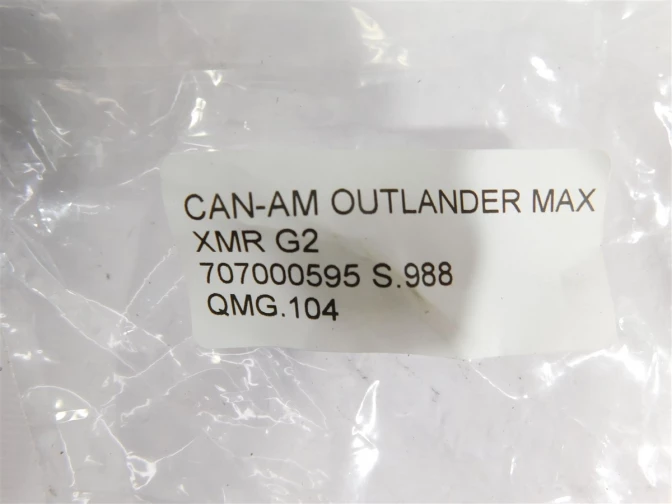 CAN-AM OUTLANDER MAX
XMR G2
707000595 S.988
QMG.104